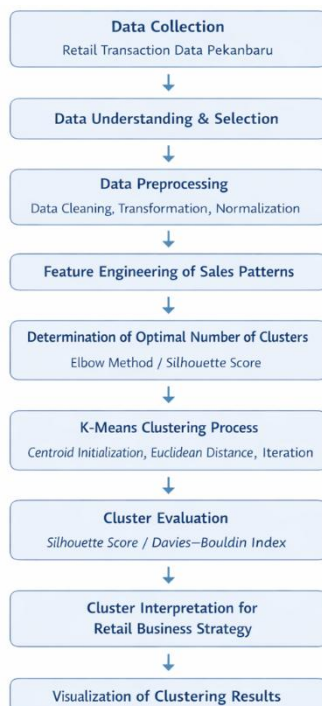 Data Collection
Retail Transaction Data Pekanbaru
Data Understanding & Selection
Data Preprocessing
Data Cleaning, Transformation, Normalization
Feature Engineering of Sales Patterns
Determination of Optimal Number of Clusters
Elbow Method / Silhouette Score
K-Means Clustering Process
Centroid Initialization, Euclidean Distance, Iteration
Cluster Evaluation
Silhouette Score / Davies–Bouldin Index
Cluster Interpretation for
Retail Business Strategy
Visualization of Clustering Results